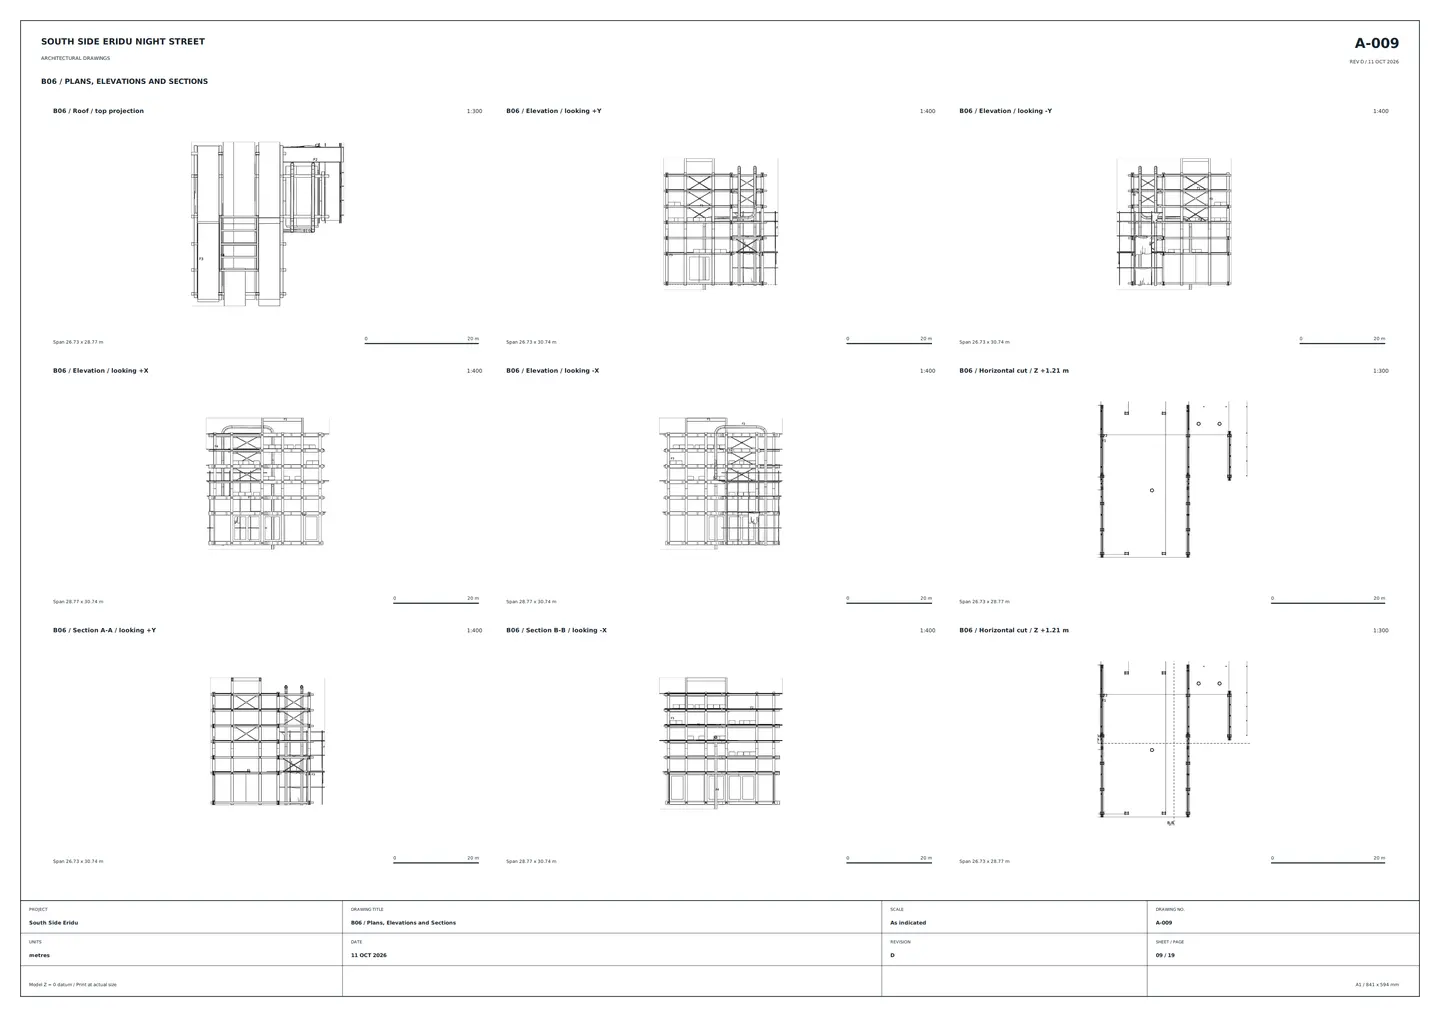 SOUTH SIDE ERIDU NIGHT STREET
A-009
ARCHITECTURAL DRAWINGS
REV D / 11 OCT 2026
B06 / PLANS, ELEVATIONS AND SECTIONS
B06 / Roof / top projection 1:300
B06 / Elevation / looking +Y 1:400
B06 / Elevation / looking -Y 1:400
Span 26.73 x 28.77 m 0 20 m
Span 26.73 x 30.74 m 0 20 m
Span 26.73 x 30.74 m 0 20 m
B06 / Elevation / looking +X 1:400
B06 / Elevation / looking -X 1:400
B06 / Horizontal cut / Z +1.21 m 1:300
Span 28.77 x 30.74 m 0 20 m
Span 28.77 x 30.74 m 0 20 m
Span 26.73 x 28.77 m 0 20 m
B06 / Section A-A / looking +Y 1:400
B06 / Section B-B / looking -X 1:400
B06 / Horizontal cut / Z +1.21 m 1:300
Span 26.73 x 30.74 m 0 20 m
Span 28.77 x 30.74 m 0 20 m
Span 26.73 x 28.77 m 0 20 m
PROJECT DRAWING TITLE SCALE DRAWING NO.
South Side Eridu B06 / Plans, Elevations and Sections As indicated A-009
UNITS DATE REVISION SHEET / PAGE
metres 11 OCT 2026 D 09 / 19
Model Z = 0 datum / Print at actual size A1 / 841 x 594 mm